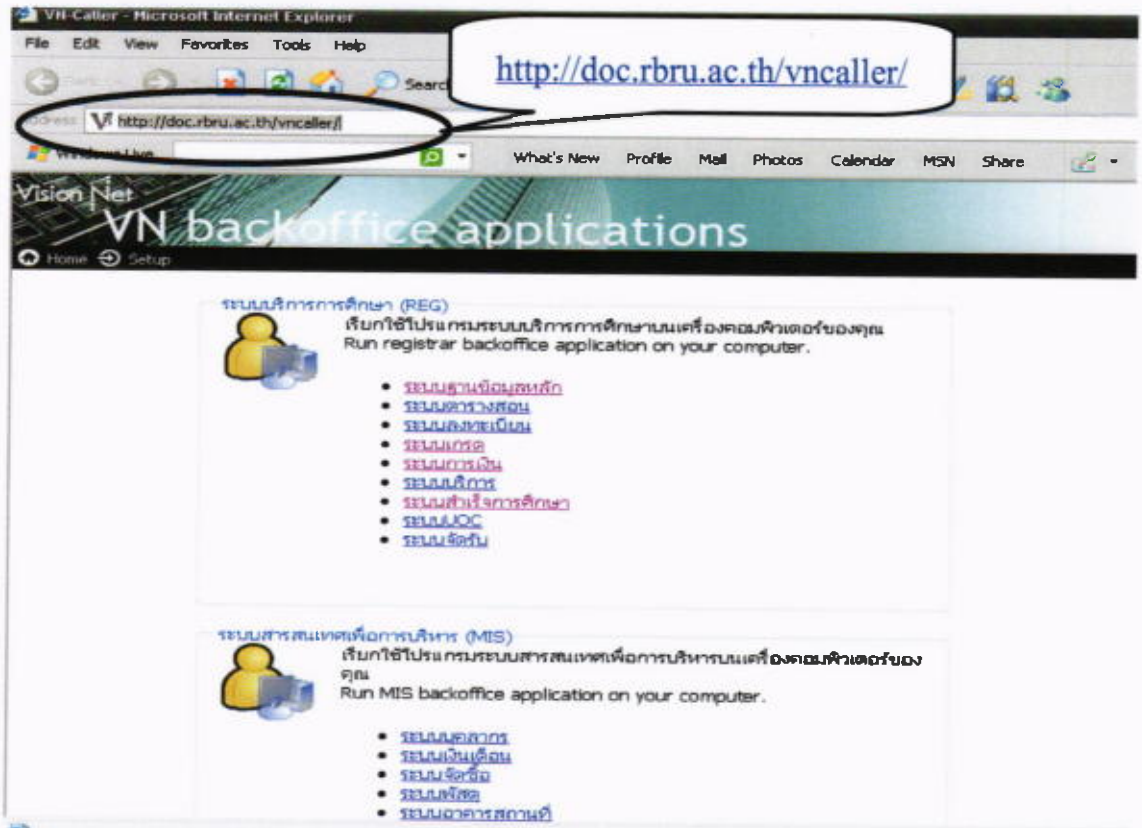 VN-Caller - Microsoft Internet Explorer
File Edit View Favorites Tools Help
Search
http://doc.rbru.ac.th/vncaller/
http://doc.rbru.ac.th/vncaller/
Windows Live
What's New Profile Mail Photos Calendar MSN Share
Vision Net
VN backoffice applications
Home Setup
ระบบบริการการศึกษา (REG)
เรียกใช้โปรแกรมระบบบริการการศึกษาบนเครื่องคอมพิวเตอร์ของคุณ
Run registrar backoffice application on your computer.
ระบบฐานข้อมูลหลัก
ระบบตารางสอน
ระบบลงทะเบียน
ระบบเกรด
ระบบการเงิน
ระบบบริการ
ระบบสำเร็จการศึกษา
ระบบUOC
ระบบจัดรับ
ระบบสารสนเทศเพื่อการบริหาร (MIS)
เรียกใช้โปรแกรมระบบสารสนเทศเพื่อการบริหารบนเครื่องคอมพิวเตอร์ของ
คุณ
Run MIS backoffice application on your computer.
ระบบบุคลากร
ระบบเงินเดือน
ระบบจัดซื้อ
ระบบพัสดุ
ระบบอาคารสถานที่